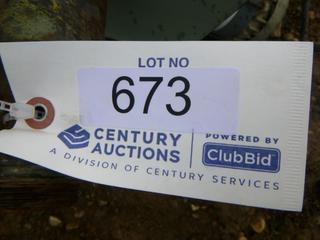 LOT NO
673
CENTURY AUCTIONS
A DIVISION OF CENTURY SERVICES
POWERED BY
ClubBid